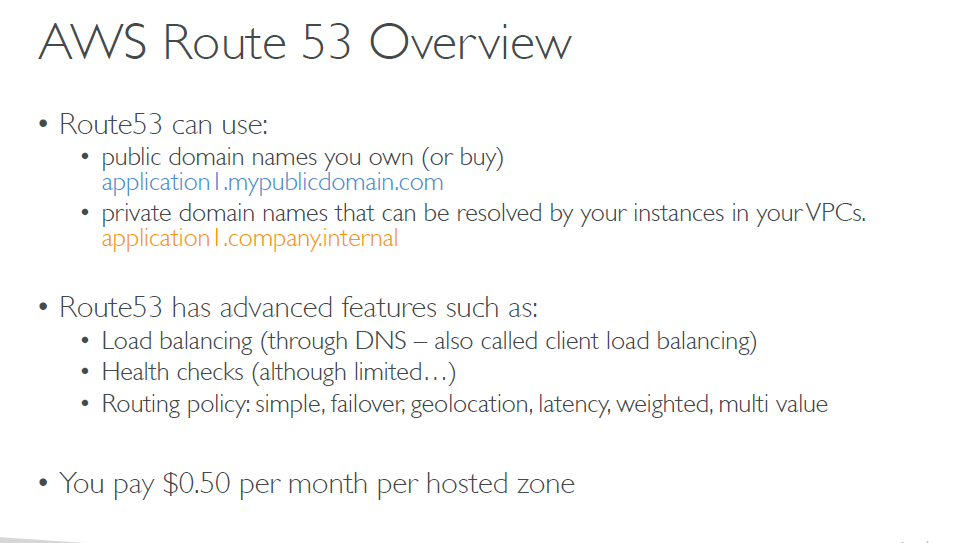 AWS Route 53 Overview
• Route53 can use:
• public domain names you own (or buy)
application1.mypublicdomain.com
• private domain names that can be resolved by your instances in your VPCs.
application1.company.internal
• Route53 has advanced features such as:
• Load balancing (through DNS – also called client load balancing)
• Health checks (although limited…)
• Routing policy: simple, failover, geolocation, latency, weighted, multi value
• You pay $0.50 per month per hosted zone